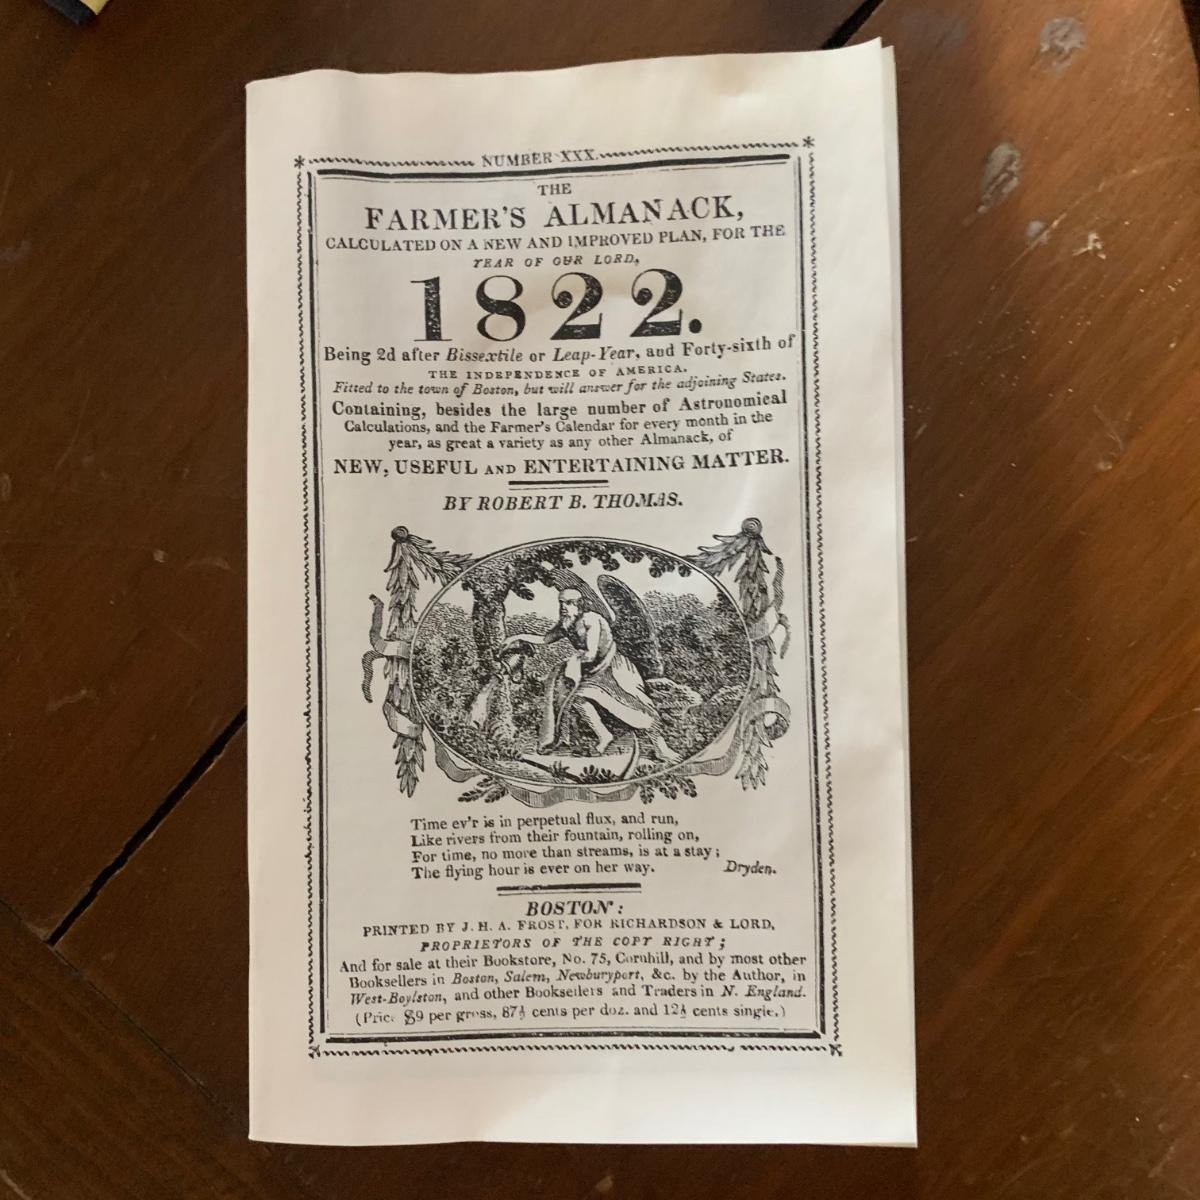 NUMBER XXX.
THE
FARMER'S ALMANACK,
CALCULATED ON A NEW AND IMPROVED PLAN, FOR THE
YEAR OF OUR LORD,
1822.
Being 2d after Bissextile or Leap-Year, and Forty-sixth of
THE INDEPENDENCE OF AMERICA.
Fitted to the town of Boston, but will answer for the adjoining States.
Containing, besides the large number of Astronomical
Calculations, and the Farmer's Calendar for every month in the
year, as great a variety as any other Almanack, of
NEW, USEFUL AND ENTERTAINING MATTER.
BY ROBERT B. THOMAS.
Time ev'r is in perpetual flux, and run,
Like rivers from their fountain, rolling on,
For time, no more than streams, is at a stay;
The flying hour is ever on her way. Dryden.
BOSTON:
PRINTED BY J. H. A. FROST, FOR RICHARDSON & LORD,
PROPRIETORS OF THE COPY RIGHT;
And for sale at their Bookstore, No. 75, Cornhill, and by most other
Booksellers in Boston, Salem, Newburyport, &c. by the Author, in
West-Boylston, and other Booksellers and Traders in N. England.
(Price $9 per gross, 87½ cents per doz. and 12½ cents single.)